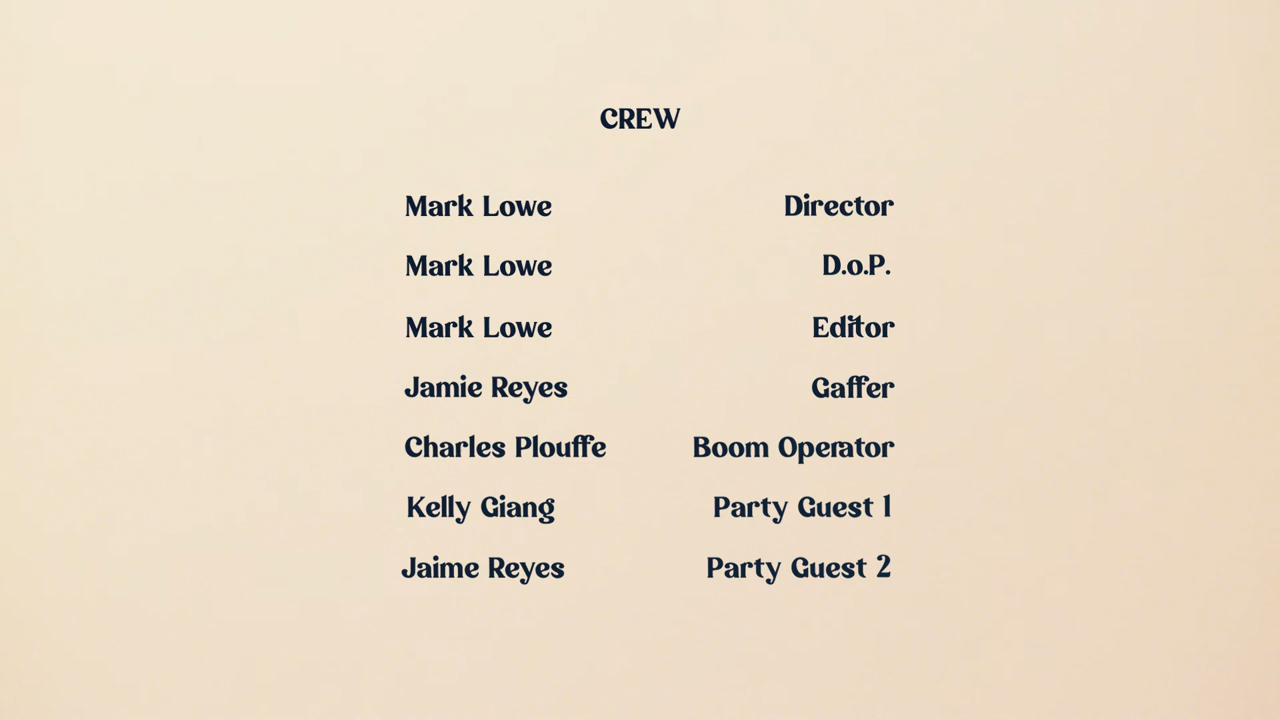 CREW
Mark Lowe Director
Mark Lowe D.o.P.
Mark Lowe Editor
Jamie Reyes Gaffer
Charles Plouffe Boom Operator
Kelly Giang Party Guest 1
Jaime Reyes Party Guest 2